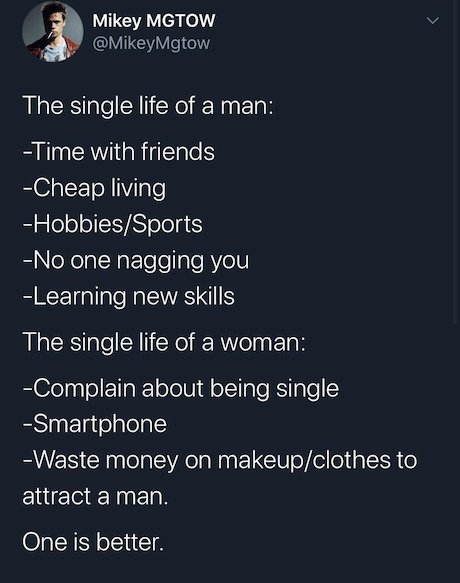 Mikey MGTOW
@MikeyMgtow
The single life of a man:
-Time with friends
-Cheap living
-Hobbies/Sports
-No one nagging you
-Learning new skills
The single life of a woman:
-Complain about being single
-Smartphone
-Waste money on makeup/clothes to
attract a man.
One is better.